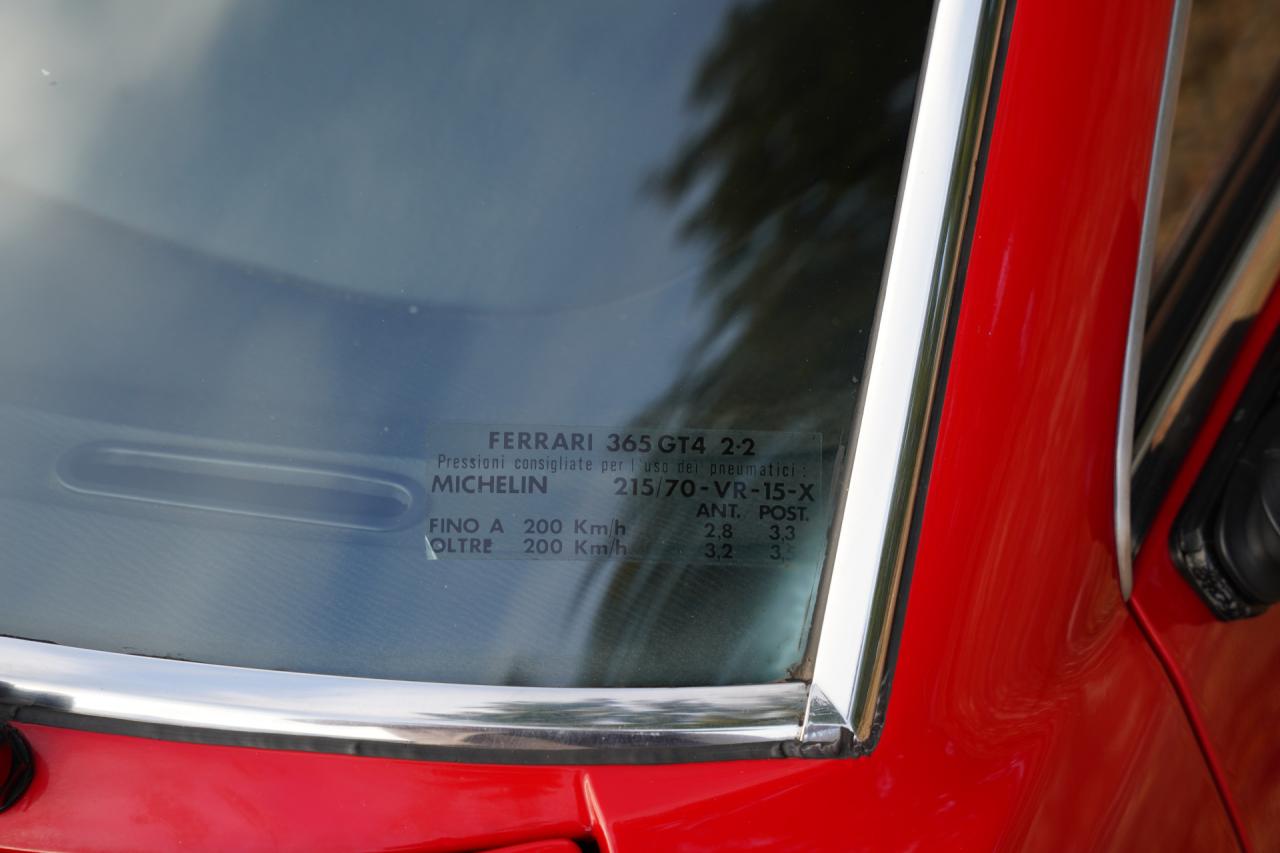 FERRARI 365 GT4 2·2
Pressioni consigliate per l'uso dei pneumatici :
MICHELIN 215/70-VR-15-X
ANT. POST.
FINO A 200 Km/h 2,8 3,3
OLTRE 200 Km/h 3,2